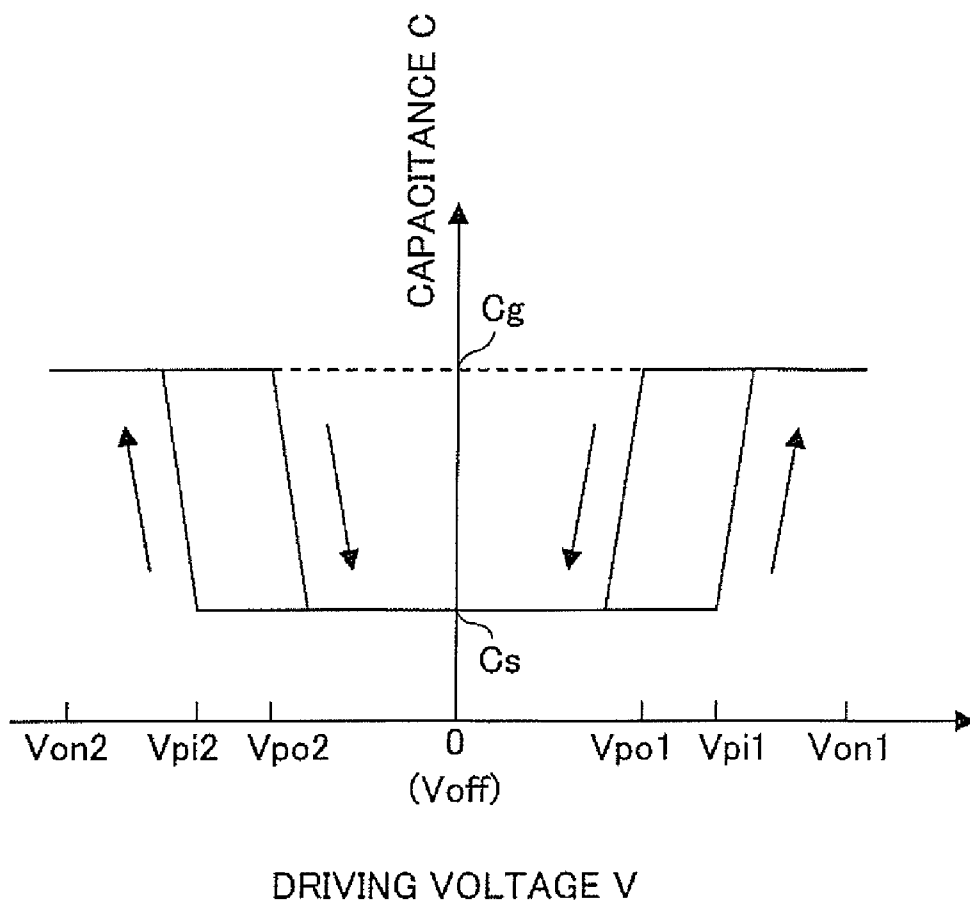 CAPACITANCE C
Cg
Cs
Von2 Vpi2 Vpo2 0 Vpo1 Vpi1 Von1
(Voff)
DRIVING VOLTAGE V